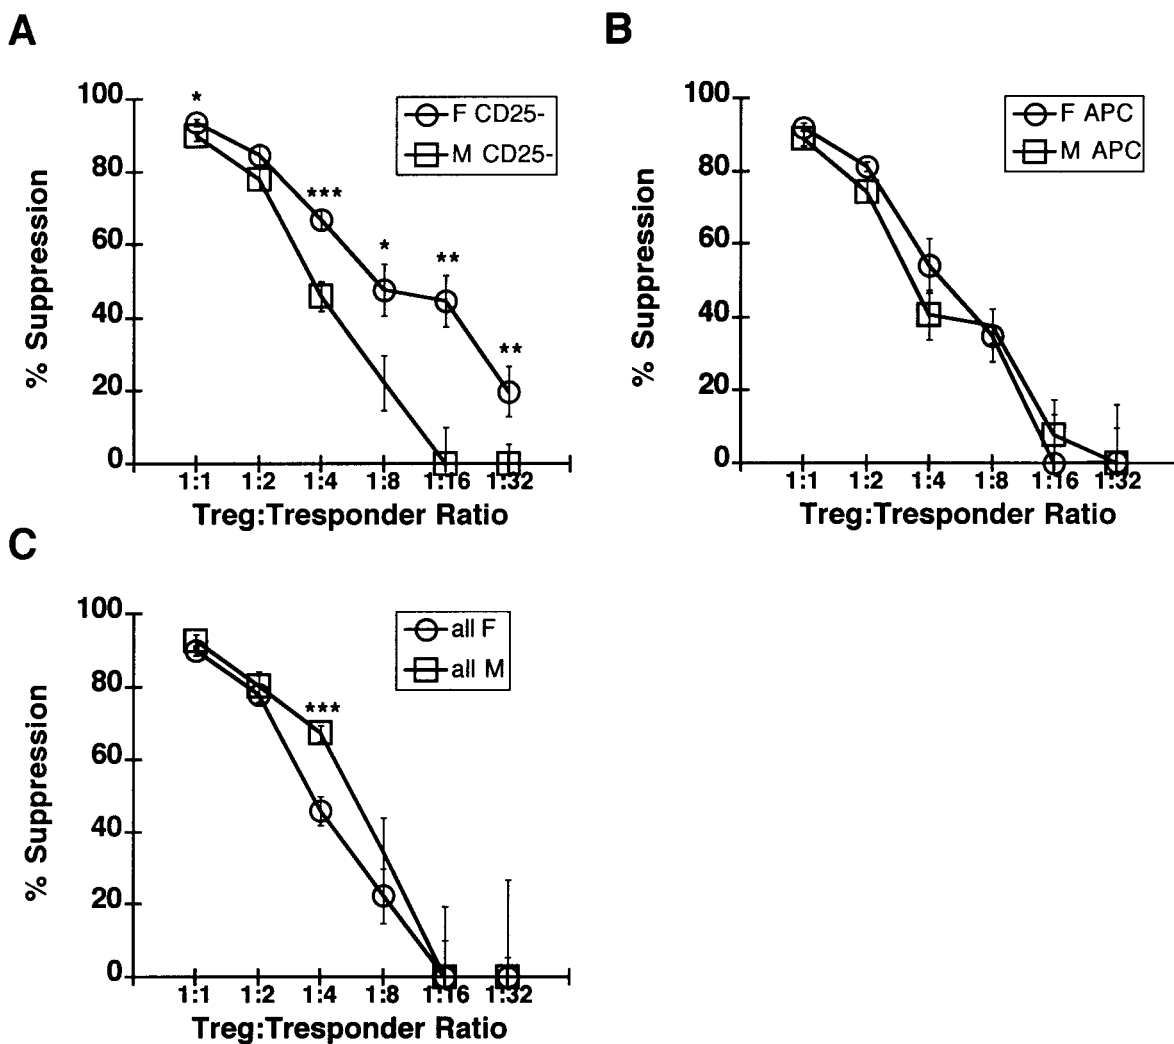 A
100
80
60
40
20
0
% Suppression
*
***
*
**
**
F CD25-
M CD25-
1:1 1:2 1:4 1:8 1:16 1:32
Treg:Tresponder Ratio
B
100
80
60
40
20
0
% Suppression
F APC
M APC
*
1:1 1:2 1:4 1:8 1:16 1:32
Treg:Tresponder Ratio
C
100
80
60
40
20
0
% Suppression
***
all F
all M
1:1 1:2 1:4 1:8 1:16 1:32
Treg:Tresponder Ratio